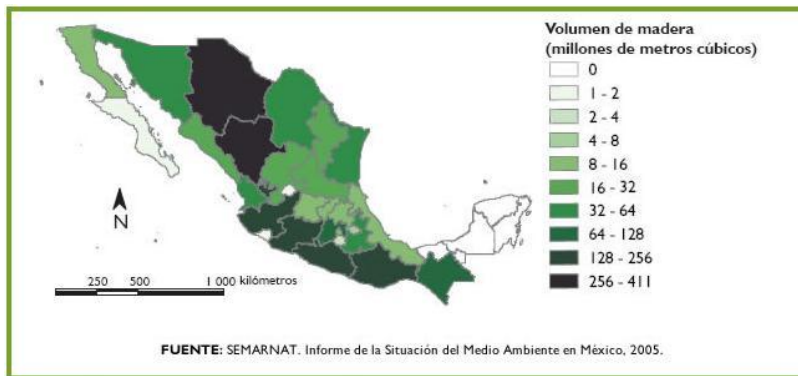 Volumen de madera
(millones de metros cúbicos)
0
1 - 2
2 - 4
4 - 8
8 - 16
16 - 32
32 - 64
64 - 128
128 - 256
256 - 411
N
250 500 1 000 kilómetros
FUENTE: SEMARNAT. Informe de la Situación del Medio Ambiente en México, 2005.